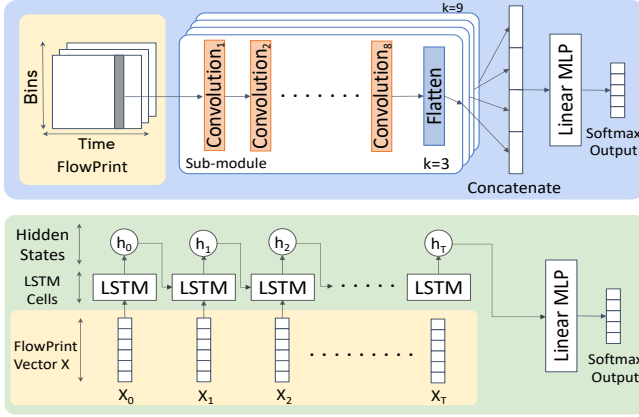 k=9
Bins
Time
FlowPrint
Convolution1
Convolution2
Convolution8
Flatten
Sub-module
k=3
Concatenate
Linear MLP
Softmax
Output
Hidden
States
h0
h1
h2
hT
LSTM
Cells
LSTM
LSTM
LSTM
LSTM
Linear MLP
Softmax
Output
FlowPrint
Vector X
X0
X1
X2
XT